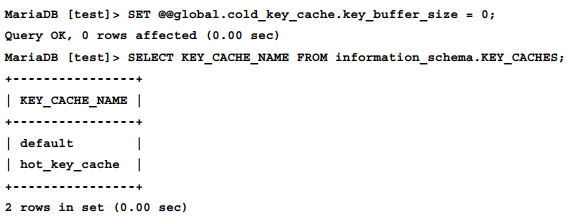 MariaDB [test]> SET @@global.cold_key_cache.key_buffer_size = 0;
Query OK, 0 rows affected (0.00 sec)
MariaDB [test]> SELECT KEY_CACHE_NAME FROM information_schema.KEY_CACHES;
+----------------+
| KEY_CACHE_NAME |
+----------------+
| default        |
| hot_key_cache  |
+----------------+
2 rows in set (0.00 sec)